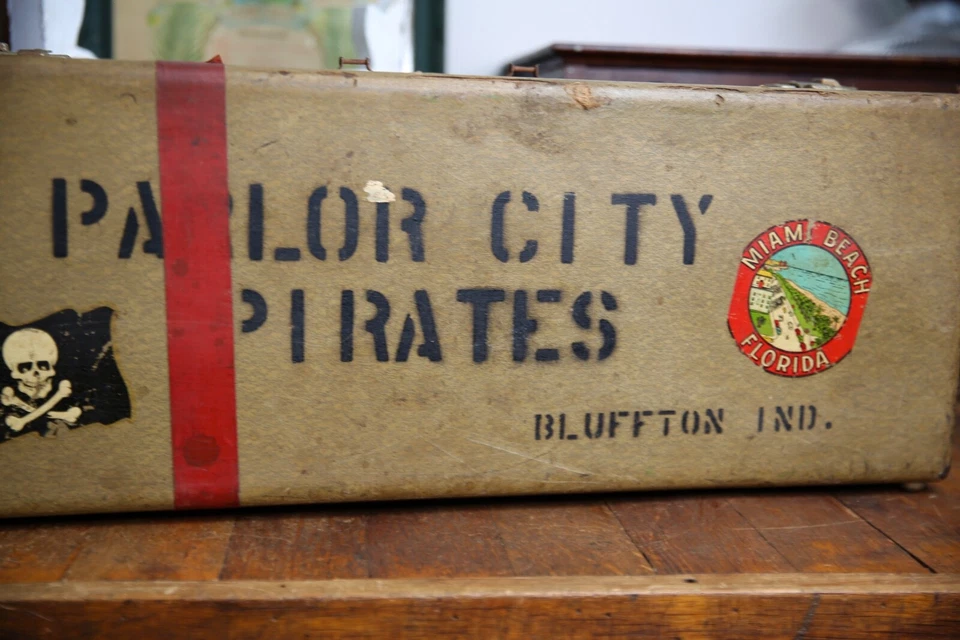 PARLOR CITY
PIRATES
MIAMI BEACH
FLORIDA
BLUFFTON IND.